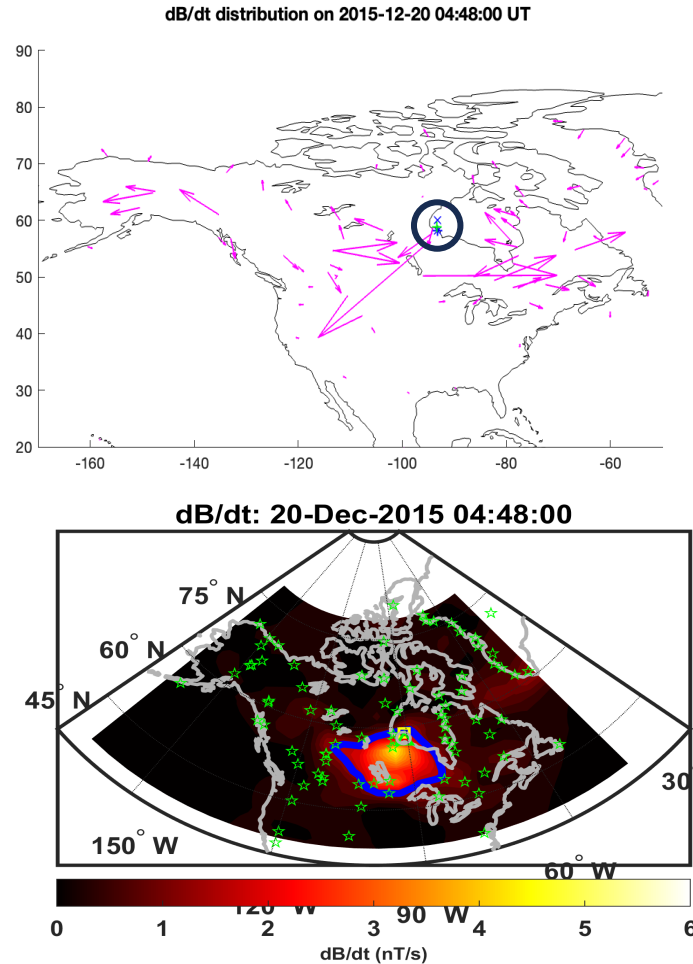 dB/dt distribution on 2015-12-20 04:48:00 UT
90
80
70
60
50
40
30
20
-160
-140
-120
-100
-80
-60
dB/dt: 20-Dec-2015 04:48:00
75° N
60° N
45° N
30
150° W
60° W
120° W
90° W
0
1
2
3
4
5
6
dB/dt (nT/s)